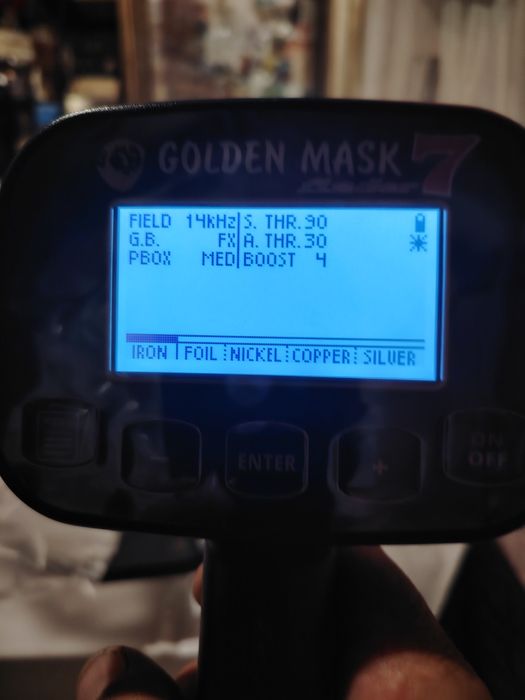 GOLDEN MASK 7
FIELD 14kHz S. THR.90
G.B. FX A. THR.30
PBOX MED BOOST 4
IRON FOIL NICKEL COPPER SILVER
- ENTER + ON OFF